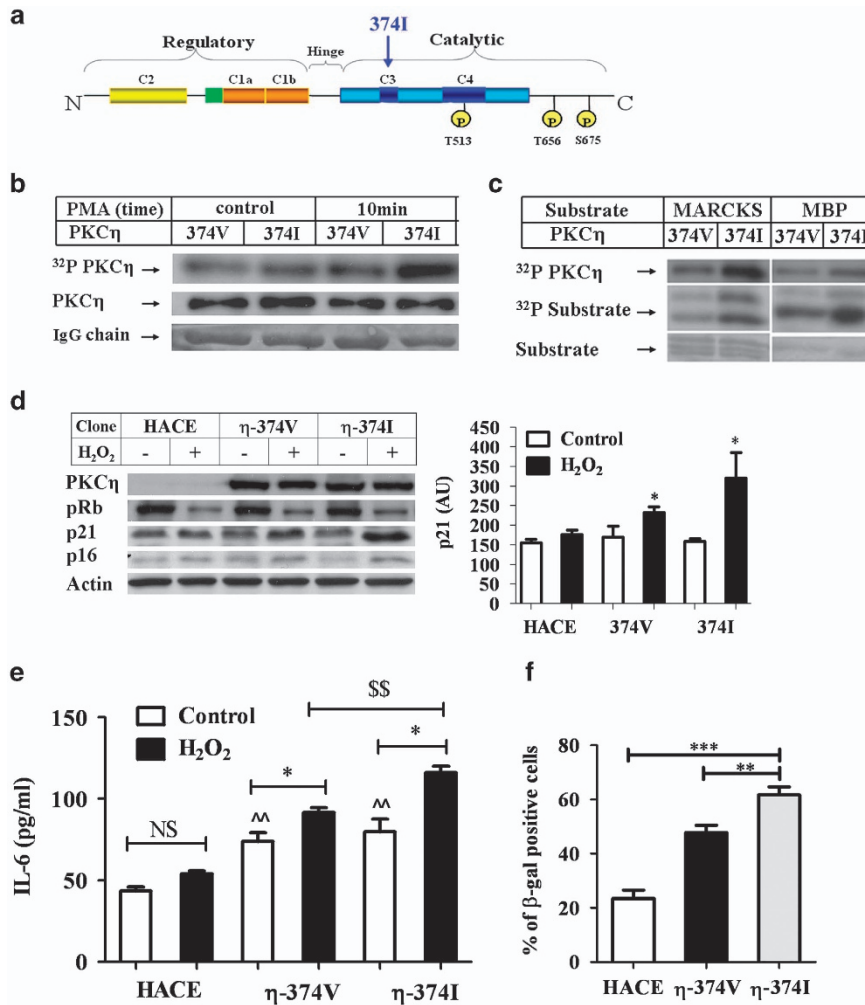 a
374I
Regulatory
Hinge
Catalytic
C2
C1a
C1b
C3
C4
N
C
P
P
P
T513
T656
S675
b
PMA (time) control 10min
PKCη 374V 374I 374V 374I
³²P PKCη →
PKCη →
IgG chain →
c
Substrate MARCKS MBP
PKCη 374V 374I 374V 374I
³²P PKCη →
³²P Substrate →
Substrate →
d
Clone HACE η-374V η-374I
H₂O₂ - + - + - +
PKCη
pRb
p21
p16
Actin
Control
H₂O₂
p21 (AU)
450
400
350
300
250
200
150
100
50
0
*
*
HACE 374V 374I
e
Control
H₂O₂
IL-6 (pg/ml)
150
100
50
0
NS
^^
*
^^
*
$$
HACE η-374V η-374I
f
% of β-gal positive cells
80
60
40
20
0
***
**
HACE η-374V η-374I